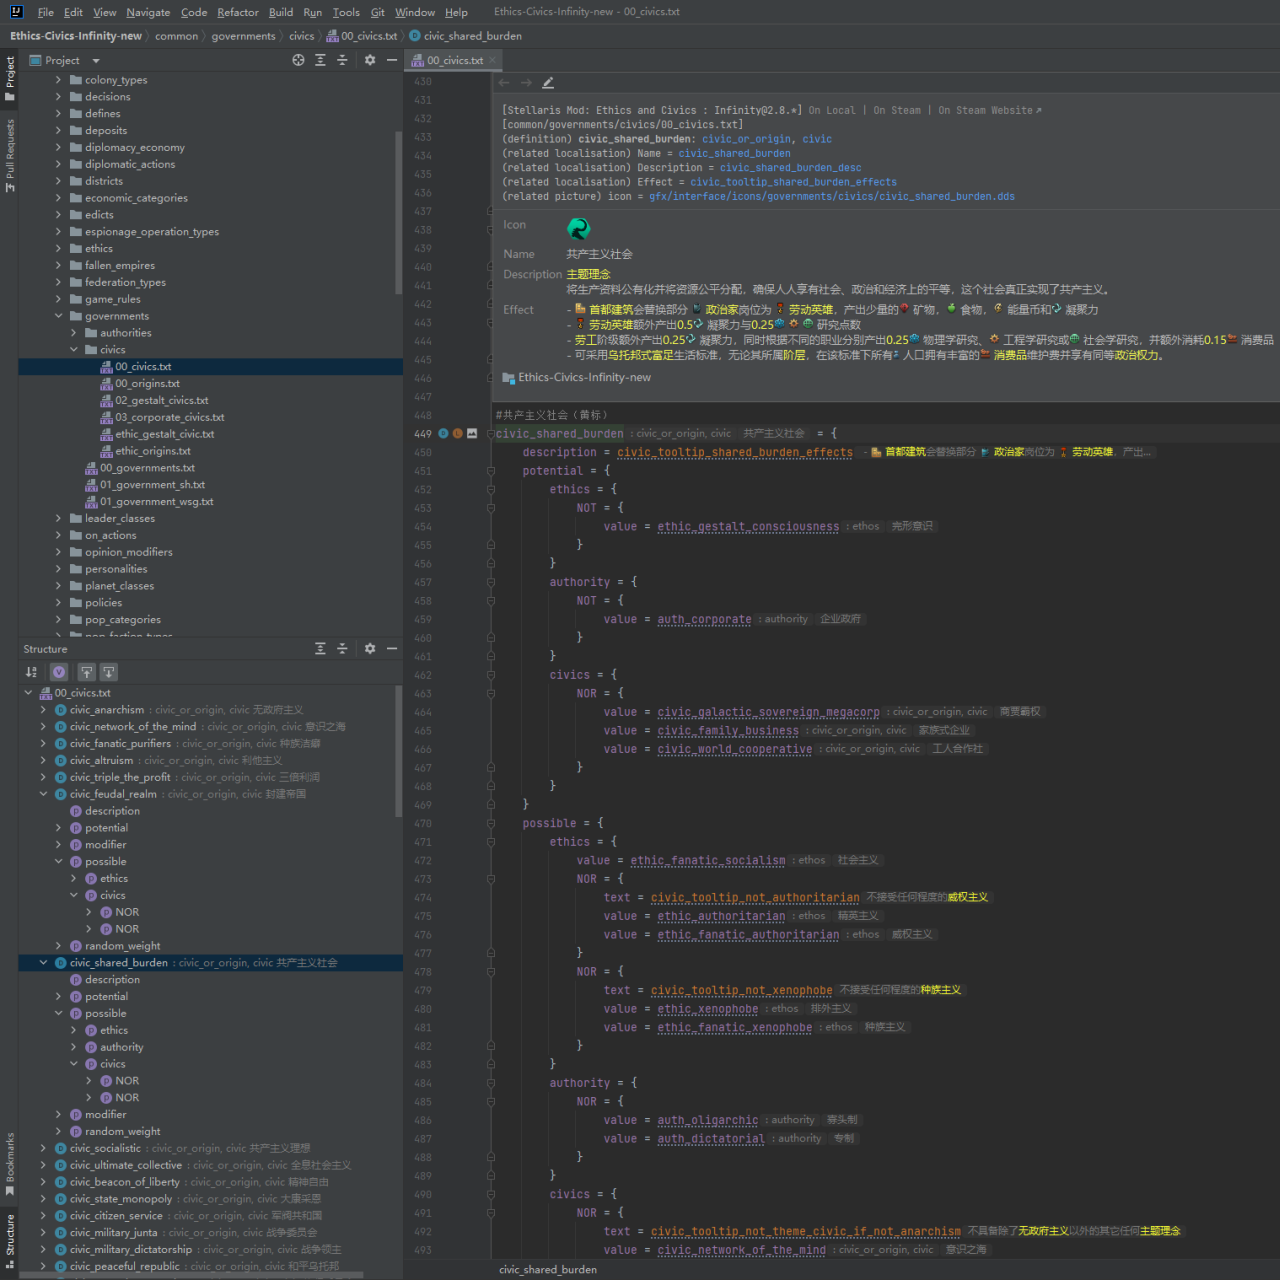 File Edit View Navigate Code Refactor Build Run Tools Git Window Help Ethics-Civics-Infinity-new - 00_civics.txt
Ethics-Civics-Infinity-new common governments civics 00_civics.txt civic_shared_burden
Project
Pull Requests
Bookmarks
Structure
Project
colony_types
decisions
defines
deposits
diplomacy_economy
diplomatic_actions
districts
economic_categories
edicts
espionage_operation_types
ethics
fallen_empires
federation_types
game_rules
governments
authorities
civics
00_civics.txt
00_origins.txt
02_gestalt_civics.txt
03_corporate_civics.txt
ethic_gestalt_civic.txt
ethic_origins.txt
00_governments.txt
01_government_sh.txt
01_government_wsg.txt
leader_classes
on_actions
opinion_modifiers
personalities
planet_classes
policies
pop_categories
pop_faction_types
Structure
00_civics.txt
civic_anarchism : civic_or_origin, civic 无政府主义
civic_network_of_the_mind : civic_or_origin, civic 意识之海
civic_fanatic_purifiers : civic_or_origin, civic 种族洁癖
civic_altruism : civic_or_origin, civic 利他主义
civic_triple_the_profit : civic_or_origin, civic 三倍利润
civic_feudal_realm : civic_or_origin, civic 封建帝国
description
potential
modifier
possible
ethics
civics
NOR
NOR
random_weight
civic_shared_burden : civic_or_origin, civic 共产主义社会
description
potential
possible
ethics
authority
civics
NOR
NOR
modifier
random_weight
civic_socialistic : civic_or_origin, civic 共产主义理想
civic_ultimate_collective : civic_or_origin, civic 全息社会主义
civic_beacon_of_liberty : civic_or_origin, civic 精神自由
civic_state_monopoly : civic_or_origin, civic 大康采恩
civic_citizen_service : civic_or_origin, civic 军阀共和国
civic_military_junta : civic_or_origin, civic 战争委员会
civic_military_dictatorship : civic_or_origin, civic 战争领主
civic_peaceful_republic : civic_or_origin, civic 和平乌托邦
00_civics.txt
430
431
432
433
434
435
436
437
438
439
440
441
442
443
444
445
446
447
[Stellaris Mod: Ethics and Civics : Infinity@2.8.*] On Local | On Steam | On Steam Website
[common/governments/civics/00_civics.txt]
(definition) civic_shared_burden: civic_or_origin, civic
(related localisation) Name = civic_shared_burden
(related localisation) Description = civic_shared_burden_desc
(related localisation) Effect = civic_tooltip_shared_burden_effects
(related picture) icon = gfx/interface/icons/governments/civics/civic_shared_burden.dds
Icon
Name 共产主义社会
Description 主题理念
将生产资料公有化并将资源公平分配，确保人人享有社会、政治和经济上的平等，这个社会真正实现了共产主义。
Effect - 首都建筑会替换部分 政治家岗位为 劳动英雄，产出少量的 矿物， 食物， 能量币和 凝聚力
- 劳动英雄额外产出0.5 凝聚力与0.25 研究点数
- 劳工阶级额外产出0.25 凝聚力，同时根据不同的职业分别产出0.25 物理学研究、 工程学研究或 社会学研究，并额外消耗0.15 消费品
- 可采用乌托邦式富足生活标准，无论其所属阶层，在该标准下所有 人口拥有丰富的 消费品维护费并享有同等政治权力。
Ethics-Civics-Infinity-new
448 #共产主义社会（黄标）
449 civic_shared_burden : civic_or_origin, civic 共产主义社会 = {
450 description = civic_tooltip_shared_burden_effects - 首都建筑会替换部分 政治家岗位为 劳动英雄，产出...
451 potential = {
452 ethics = {
453 NOT = {
454 value = ethic_gestalt_consciousness : ethos 完形意识
455 }
456 }
457 authority = {
458 NOT = {
459 value = auth_corporate : authority 企业政府
460 }
461 }
462 civics = {
463 NOR = {
464 value = civic_galactic_sovereign_megacorp : civic_or_origin, civic 商贾霸权
465 value = civic_family_business : civic_or_origin, civic 家族式企业
466 value = civic_world_cooperative : civic_or_origin, civic 工人合作社
467 }
468 }
469 }
470 possible = {
471 ethics = {
472 value = ethic_fanatic_socialism : ethos 社会主义
473 NOR = {
474 text = civic_tooltip_not_authoritarian 不接受任何程度的威权主义
475 value = ethic_authoritarian : ethos 精英主义
476 value = ethic_fanatic_authoritarian : ethos 威权主义
477 }
478 NOR = {
479 text = civic_tooltip_not_xenophobe 不接受任何程度的种族主义
480 value = ethic_xenophobe : ethos 排外主义
481 value = ethic_fanatic_xenophobe : ethos 种族主义
482 }
483 }
484 authority = {
485 NOR = {
486 value = auth_oligarchic : authority 寡头制
487 value = auth_dictatorial : authority 专制
488 }
489 }
490 civics = {
491 NOR = {
492 text = civic_tooltip_not_theme_civic_if_not_anarchism 不具备除了无政府主义以外的其它任何主题理念
493 value = civic_network_of_the_mind : civic_or_origin, civic 意识之海
civic_shared_burden